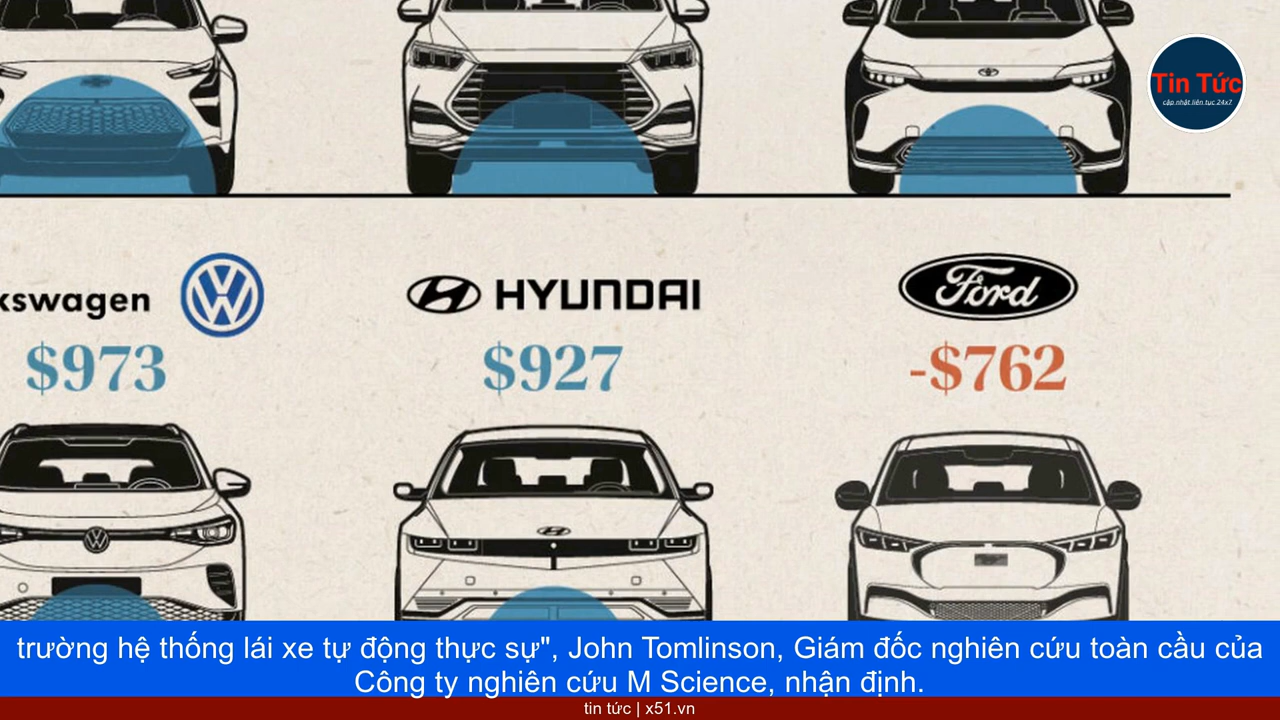 Tin Tức
cập nhật liên tục 24x7
kswagen
HYUNDAI
Ford
$973
$927
-$762
trường hệ thống lái xe tự động thực sự", John Tomlinson, Giám đốc nghiên cứu toàn cầu của
Công ty nghiên cứu M Science, nhận định.
tin tức | x51.vn